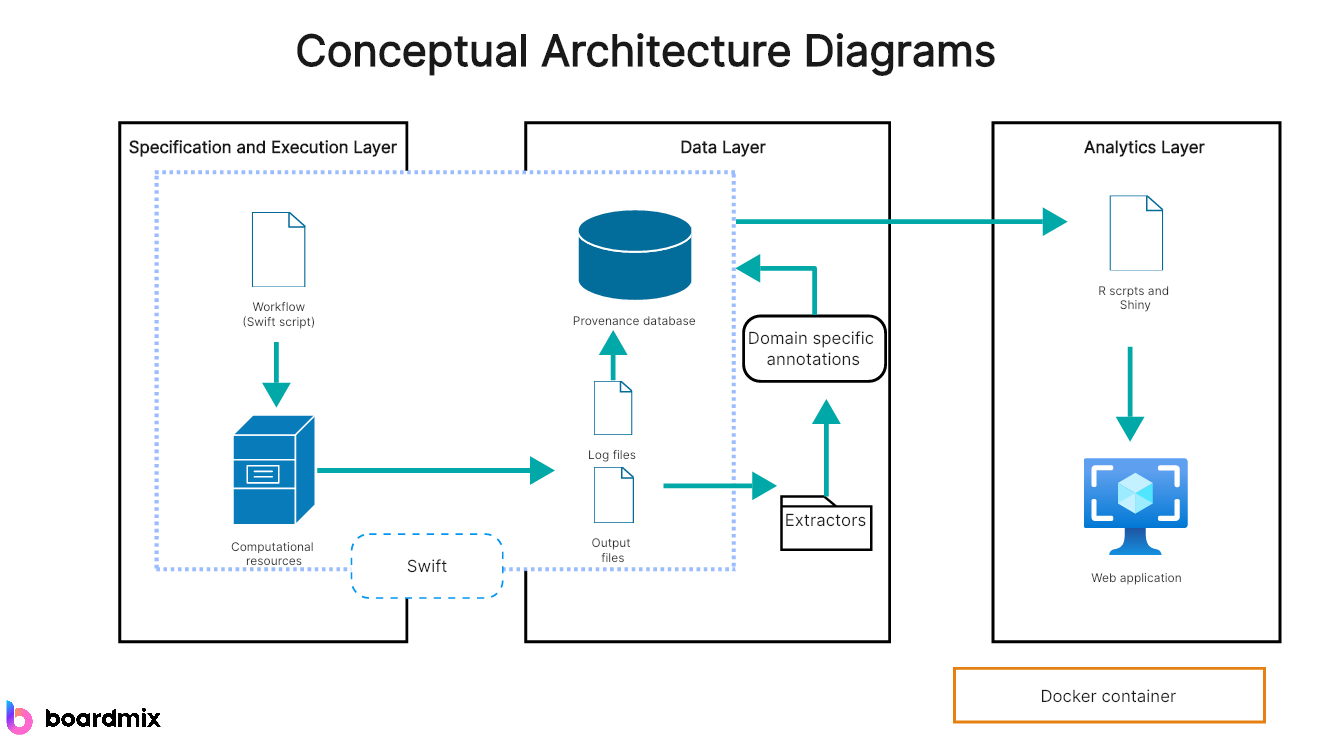 Conceptual Architecture Diagrams
Specification and Execution Layer
Workflow
(Swift script)
Computational
resources
Swift
Data Layer
Provenance database
Log files
Output
files
Domain specific
annotations
Extractors
Analytics Layer
R scrpts and
Shiny
Web application
Docker container
boardmix